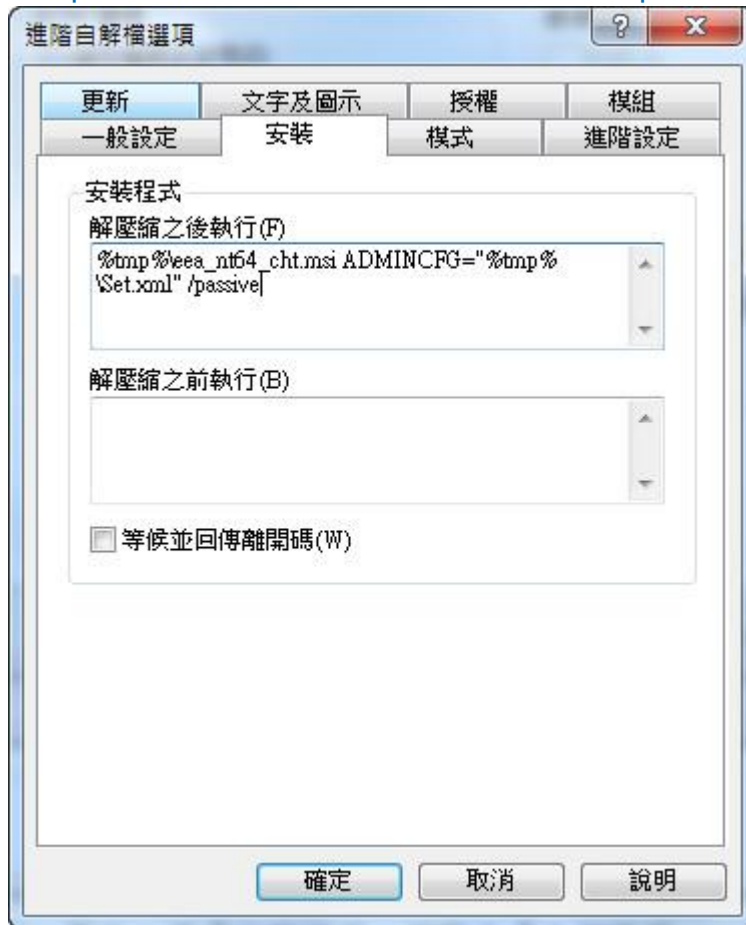 進階自解檔選項
更新
文字及圖示
授權
模組
一般設定
安裝
模式
進階設定
安裝程式
解壓縮之後執行(F)
%tmp%\eea_nt64_cht.msi ADMINCFG="%tmp%
\Set.xml" /passive
解壓縮之前執行(B)
等候並回傳離開碼(W)
確定
取消
說明